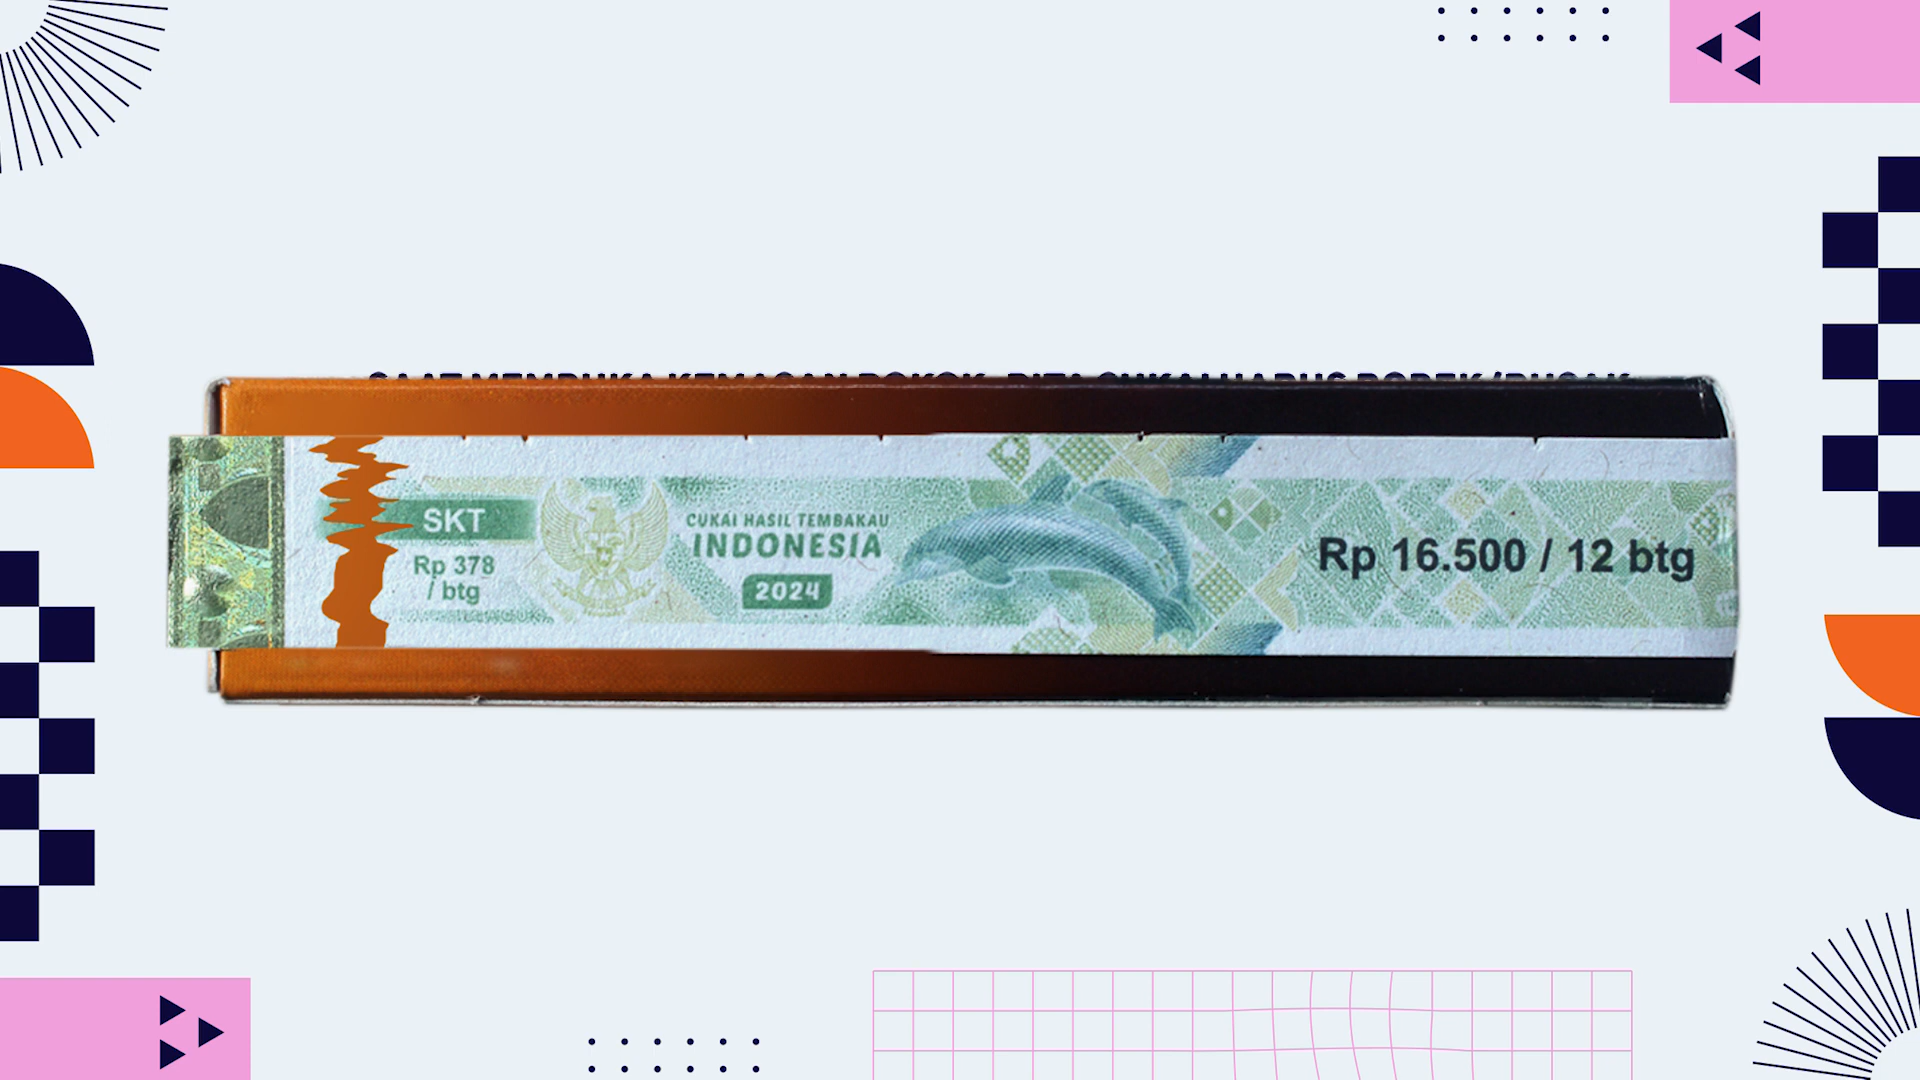 SKT
Rp 378
/ btg
CUKAI HASIL TEMBAKAU
INDONESIA
2024
Rp 16.500 / 12 btg